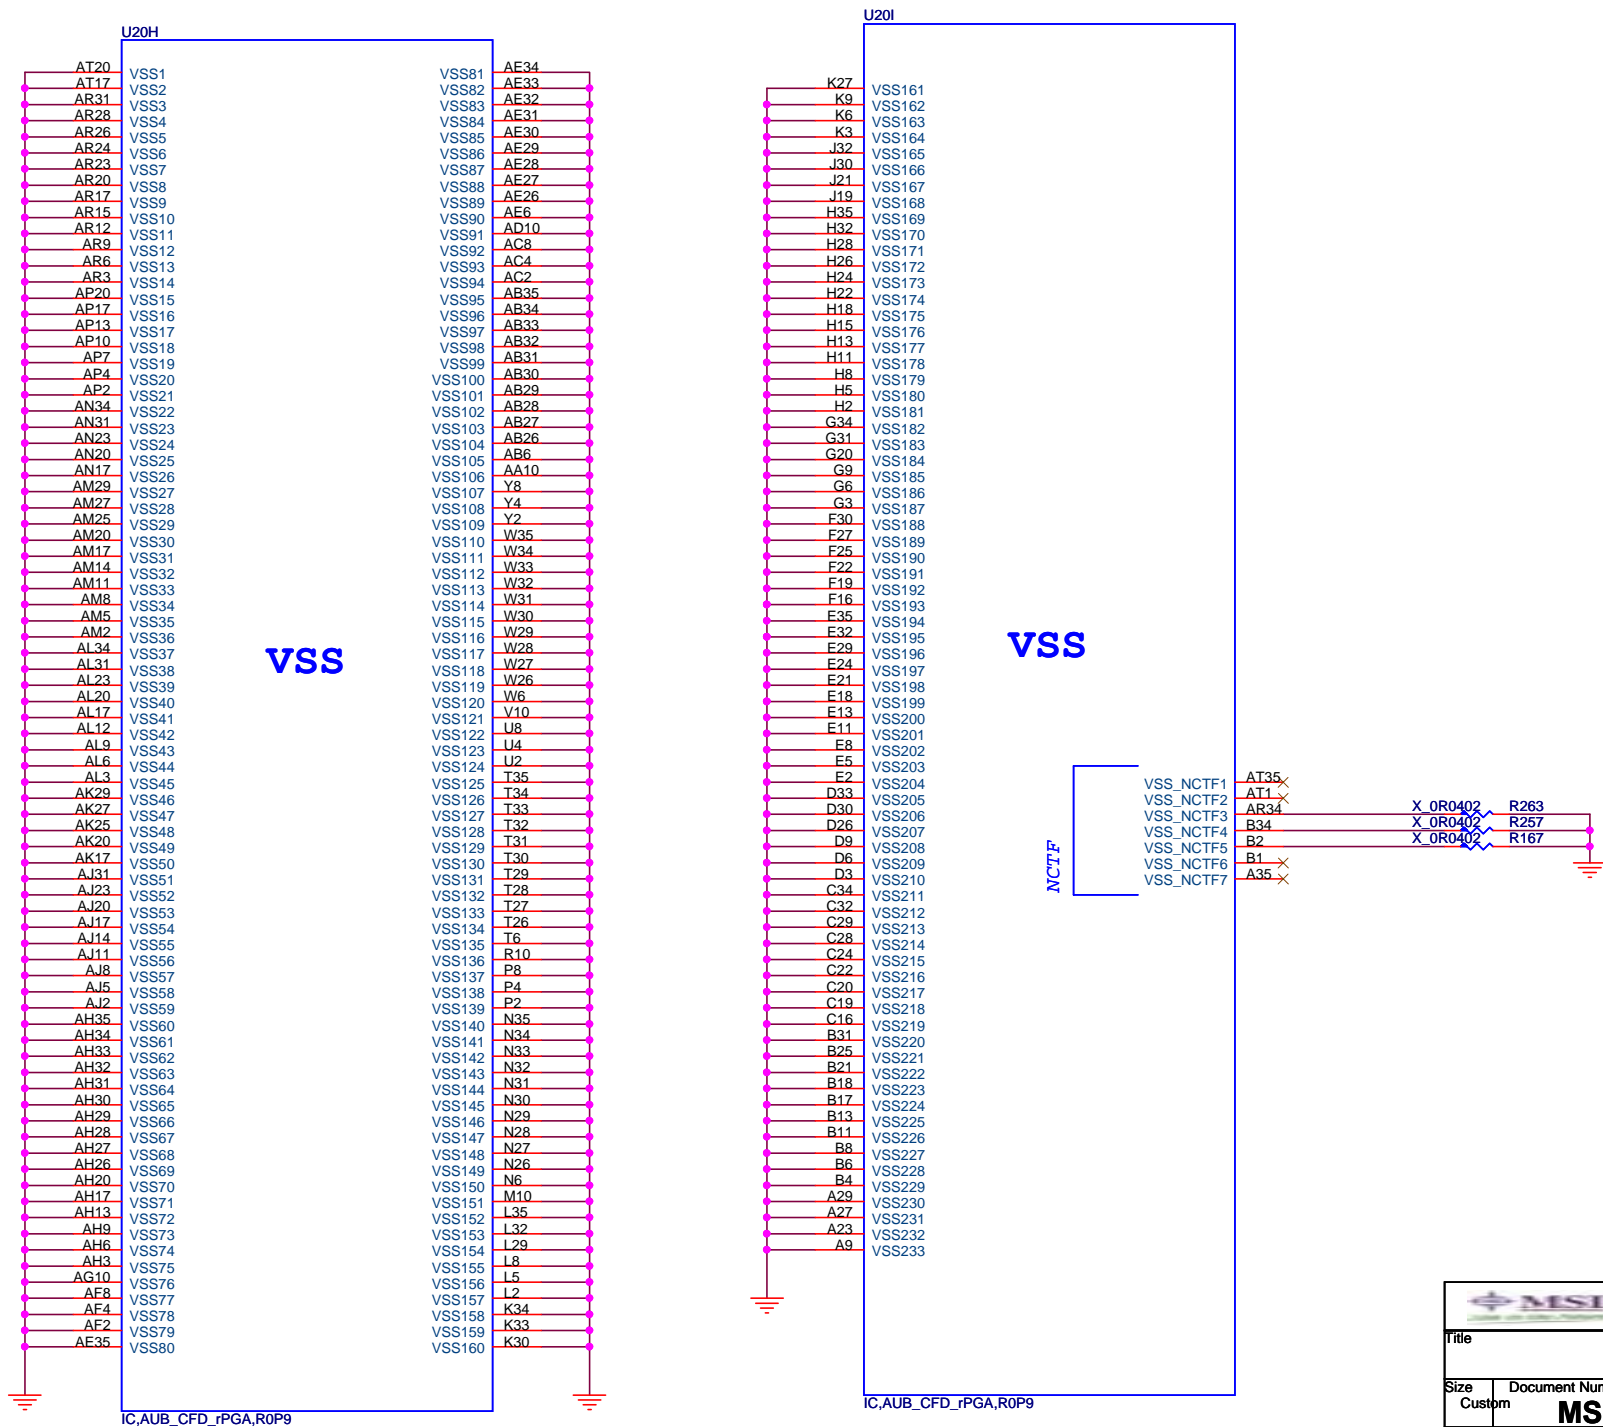 U20H
AT20 VSS1 VSS81 AE34
AT17 VSS2 VSS82 AE33
AR31 VSS3 VSS83 AE32
AR28 VSS4 VSS84 AE31
AR26 VSS5 VSS85 AE30
AR24 VSS6 VSS86 AE29
AR23 VSS7 VSS87 AE28
AR20 VSS8 VSS88 AE27
AR17 VSS9 VSS89 AE26
AR15 VSS10 VSS90 AE6
AR12 VSS11 VSS91 AD10
AR9 VSS12 VSS92 AC8
AR6 VSS13 VSS93 AC4
AR3 VSS14 VSS94 AC2
AP20 VSS15 VSS95 AB35
AP17 VSS16 VSS96 AB34
AP13 VSS17 VSS97 AB33
AP10 VSS18 VSS98 AB32
AP7 VSS19 VSS99 AB31
AP4 VSS20 VSS100 AB30
AP2 VSS21 VSS101 AB29
AN34 VSS22 VSS102 AB28
AN31 VSS23 VSS103 AB27
AN23 VSS24 VSS104 AB26
AN20 VSS25 VSS105 AB6
AN17 VSS26 VSS106 AA10
AM29 VSS27 VSS107 Y8
AM27 VSS28 VSS108 Y4
AM25 VSS29 VSS109 Y2
AM20 VSS30 VSS110 W35
AM17 VSS31 VSS111 W34
AM14 VSS32 VSS112 W33
AM11 VSS33 VSS113 W32
AM8 VSS34 VSS114 W31
AM5 VSS35 VSS115 W30
AM2 VSS36 VSS116 W29
AL34 VSS37 VSS117 W28
AL31 VSS38 VSS118 W27
AL23 VSS39 VSS119 W26
AL20 VSS40 VSS120 W6
AL17 VSS41 VSS121 V10
AL12 VSS42 VSS122 U8
AL9 VSS43 VSS123 U4
AL6 VSS44 VSS124 U2
AL3 VSS45 VSS125 T35
AK29 VSS46 VSS126 T34
AK27 VSS47 VSS127 T33
AK25 VSS48 VSS128 T32
AK20 VSS49 VSS129 T31
AK17 VSS50 VSS130 T30
AJ31 VSS51 VSS131 T29
AJ23 VSS52 VSS132 T28
AJ20 VSS53 VSS133 T27
AJ17 VSS54 VSS134 T26
AJ14 VSS55 VSS135 T6
AJ11 VSS56 VSS136 R10
AJ8 VSS57 VSS137 P8
AJ5 VSS58 VSS138 P4
AJ2 VSS59 VSS139 P2
AH35 VSS60 VSS140 N35
AH34 VSS61 VSS141 N34
AH33 VSS62 VSS142 N33
AH32 VSS63 VSS143 N32
AH31 VSS64 VSS144 N31
AH30 VSS65 VSS145 N30
AH29 VSS66 VSS146 N29
AH28 VSS67 VSS147 N28
AH27 VSS68 VSS148 N27
AH26 VSS69 VSS149 N26
AH20 VSS70 VSS150 N6
AH17 VSS71 VSS151 M10
AH13 VSS72 VSS152 L35
AH9 VSS73 VSS153 L32
AH6 VSS74 VSS154 L29
AH3 VSS75 VSS155 L8
AG10 VSS76 VSS156 L5
AF8 VSS77 VSS157 L2
AF4 VSS78 VSS158 K34
AF2 VSS79 VSS159 K33
AE35 VSS80 VSS160 K30
VSS
IC,AUB_CFD_rPGA,R0P9
U20I
K27 VSS161
K9 VSS162
K6 VSS163
K3 VSS164
J32 VSS165
J30 VSS166
J21 VSS167
J19 VSS168
H35 VSS169
H32 VSS170
H28 VSS171
H26 VSS172
H24 VSS173
H22 VSS174
H18 VSS175
H15 VSS176
H13 VSS177
H11 VSS178
H8 VSS179
H5 VSS180
H2 VSS181
G34 VSS182
G31 VSS183
G20 VSS184
G9 VSS185
G6 VSS186
G3 VSS187
F30 VSS188
F27 VSS189
F25 VSS190
F22 VSS191
F19 VSS192
F16 VSS193
E35 VSS194
E32 VSS195
E29 VSS196
E24 VSS197
E21 VSS198
E18 VSS199
E13 VSS200
E11 VSS201
E8 VSS202
E5 VSS203
E2 VSS204
D33 VSS205
D30 VSS206
D26 VSS207
D9 VSS208
D6 VSS209
D3 VSS210
C34 VSS211
C32 VSS212
C29 VSS213
C28 VSS214
C24 VSS215
C22 VSS216
C20 VSS217
C19 VSS218
C16 VSS219
B31 VSS220
B25 VSS221
B21 VSS222
B18 VSS223
B17 VSS224
B13 VSS225
B11 VSS226
B8 VSS227
B6 VSS228
B4 VSS229
A29 VSS230
A27 VSS231
A23 VSS232
A9 VSS233
VSS
NCTF
VSS_NCTF1 AT35
VSS_NCTF2 AT1
VSS_NCTF3 AR34 X_0R0402 R263
VSS_NCTF4 B34 X_0R0402 R257
VSS_NCTF5 B2 X_0R0402 R167
VSS_NCTF6 B1
VSS_NCTF7 A35
IC,AUB_CFD_rPGA,R0P9
MSI
Title
Size Document Num
Custom MS